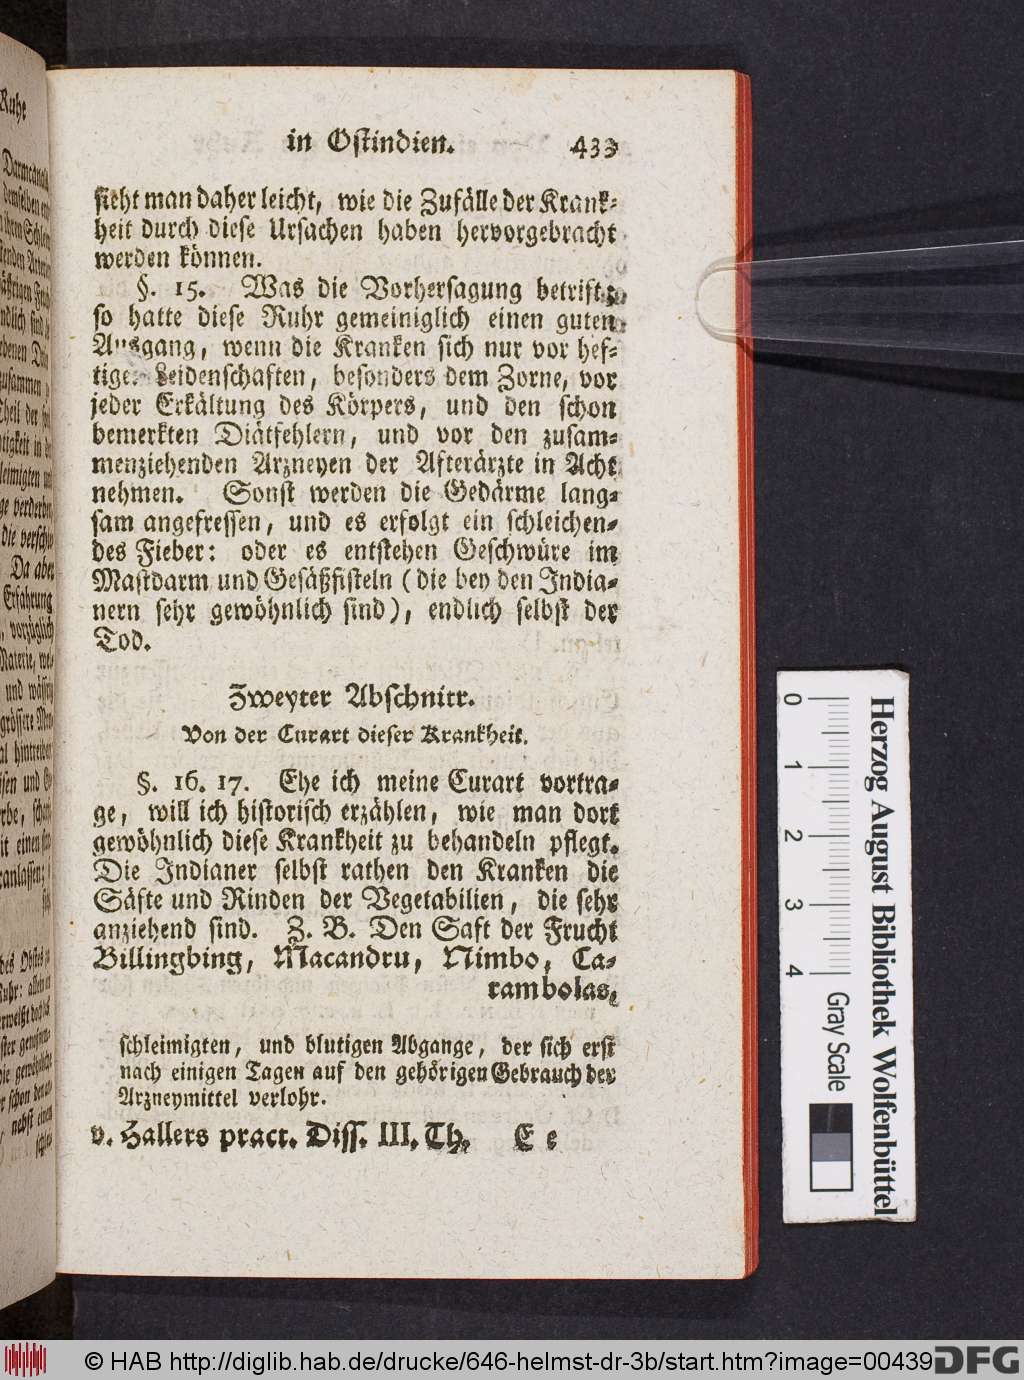 in Ostindien. 433
sieht man daher leicht, wie die Zufälle der Krank-
heit durch diese Ursachen haben hervorgebracht
werden können.
§. 15. Was die Vorhersagung betrift,
so hatte diese Ruhr gemeiniglich einen guten
Ausgang, wenn die Kranken sich nur vor hef-
tigen Leidenschaften, besonders dem Zorne, vor
jeder Erkältung des Körpers, und den schon
bemerkten Diätfehlern, und vor den zusam-
menziehenden Arzneyen der Afterärzte in Acht
nehmen. Sonst werden die Gedärme lang-
sam angefressen, und es erfolgt ein schleichen-
des Fieber: oder es entstehen Geschwüre im
Mastdarm und Gesäßfisteln (die bey den India-
nern sehr gewöhnlich sind), endlich selbst der
Tod.
Zweyter Abschnitt.
Von der Curart dieser Krankheit.
§. 16. 17. Ehe ich meine Curart vortra-
ge, will ich historisch erzählen, wie man dort
gewöhnlich diese Krankheit zu behandeln pflegt.
Die Indianer selbst rathen den Kranken die
Säfte und Rinden der Vegetabilien, die sehr
anziehend sind. Z. B. Den Saft der Frucht
Billingbing, Macandru, Nimbo, Ca-
rambolas,
schleimigten, und blutigen Abgange, der sich erst
nach einigen Tagen auf den gehörigen Gebrauch der
Arzneymittel verlohr.
v. Hallers pract. Diss. III. Th. E e
Herzog August Bibliothek Wolfenbüttel
0 1 2 3 4 Gray Scale
© HAB http://diglib.hab.de/drucke/646-helmst-dr-3b/start.htm?image=00439 DFG